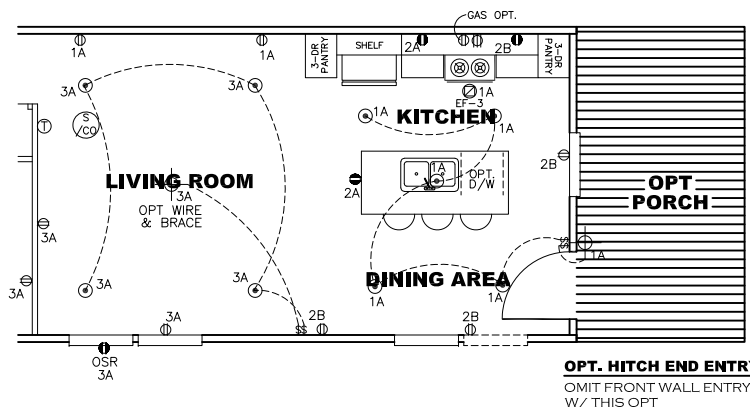 GAS OPT.
1A
1A
3-DR
PANTRY
SHELF
2A
2B
3-DR
PANTRY
3A
3A
EF-3
1A
1A
KITCHEN
1A
S
/CO
T
2B
LIVING ROOM
3A
OPT WIRE
& BRACE
2A
1A
OPT.
D/W
OPT
PORCH
3A
SS
1A
3A
3A
3A
DINING AREA
1A
1A
3A
SS
2B
2B
OSR
3A
OPT. HITCH END ENTRY
OMIT FRONT WALL ENTRY
W/ THIS OPT